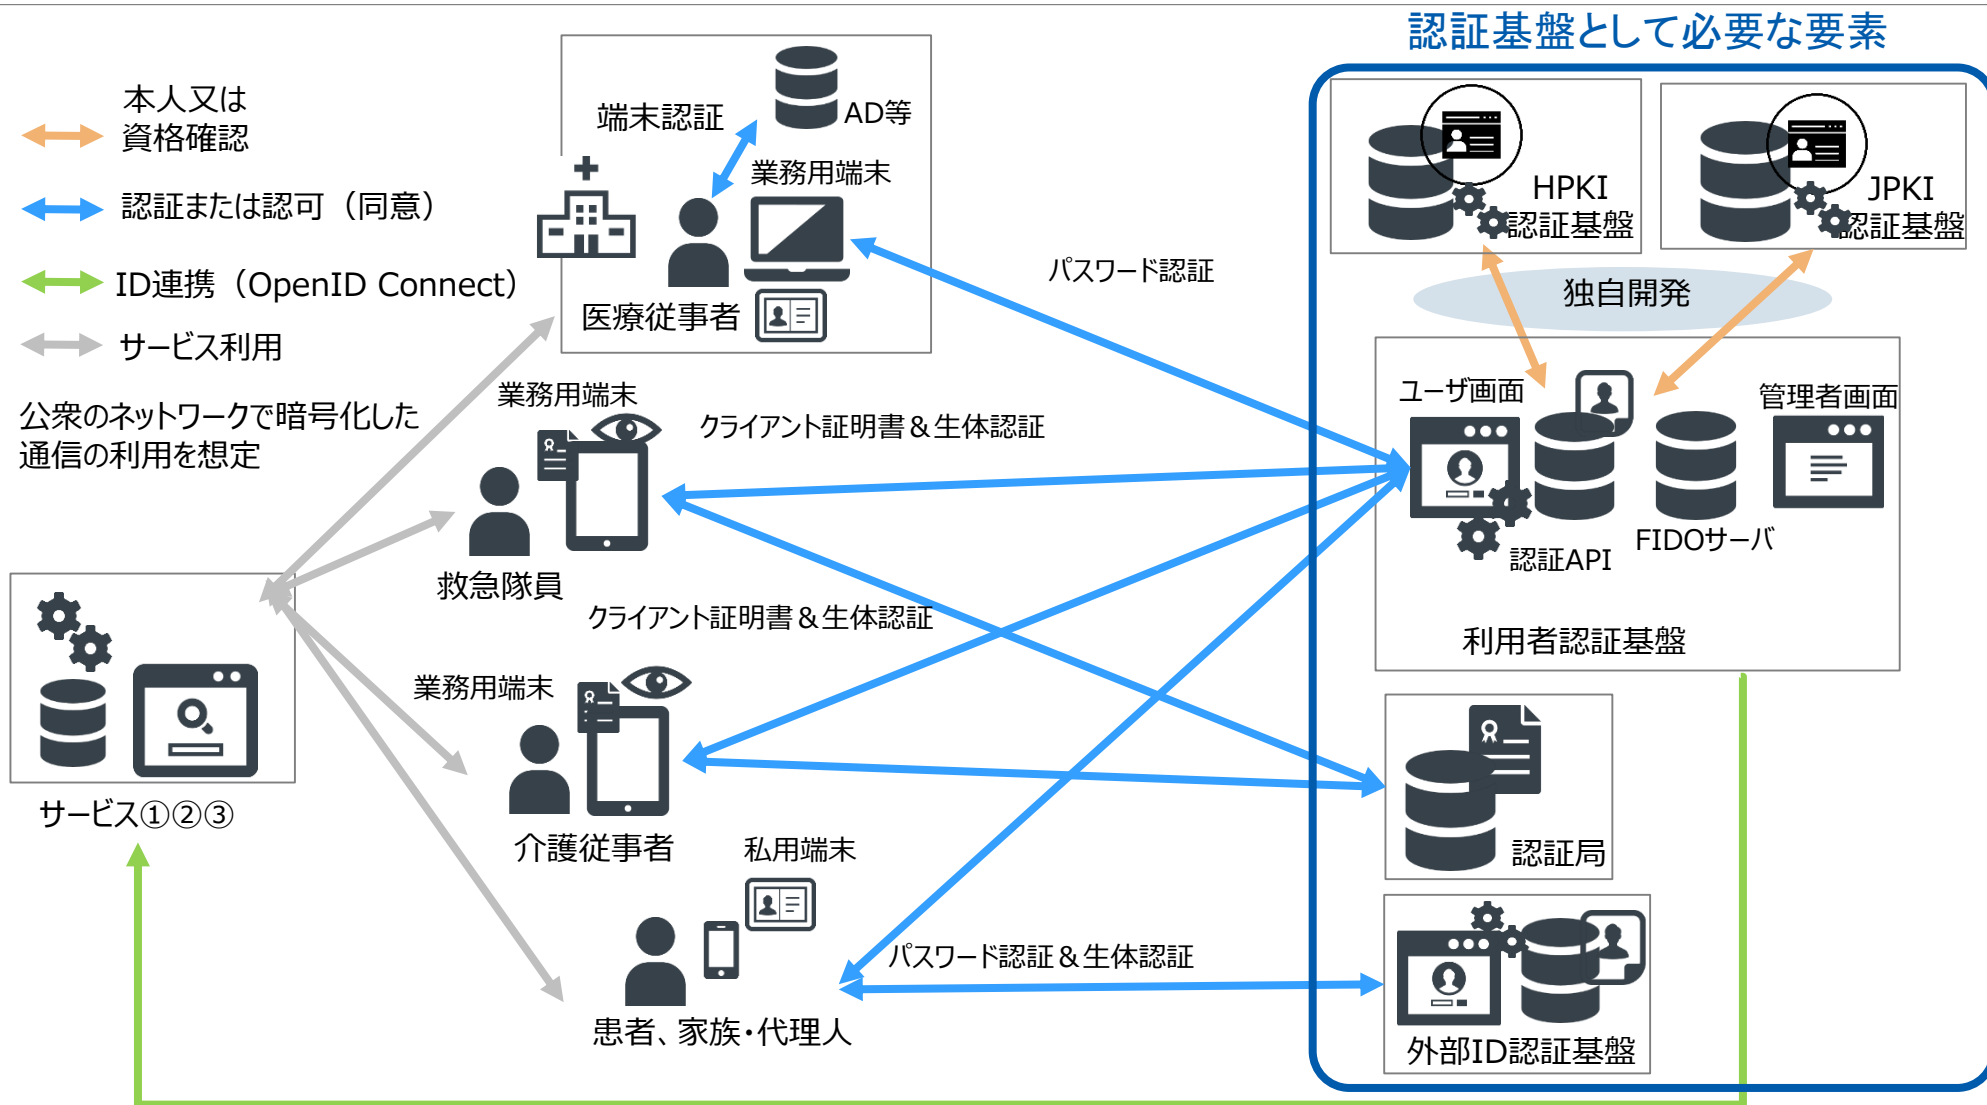 認証基盤として必要な要素
本人又は
資格確認
認証または認可（同意）
ID連携（OpenID Connect）
サービス利用
公衆のネットワークで暗号化した
通信の利用を想定
端末認証
AD等
業務用端末
医療従事者
業務用端末
救急隊員
業務用端末
介護従事者
私用端末
患者、家族・代理人
サービス①②③
パスワード認証
クライアント証明書＆生体認証
クライアント証明書＆生体認証
パスワード認証＆生体認証
HPKI
認証基盤
JPKI
認証基盤
独自開発
ユーザ画面
管理者画面
認証API
FIDOサーバ
利用者認証基盤
認証局
外部ID認証基盤